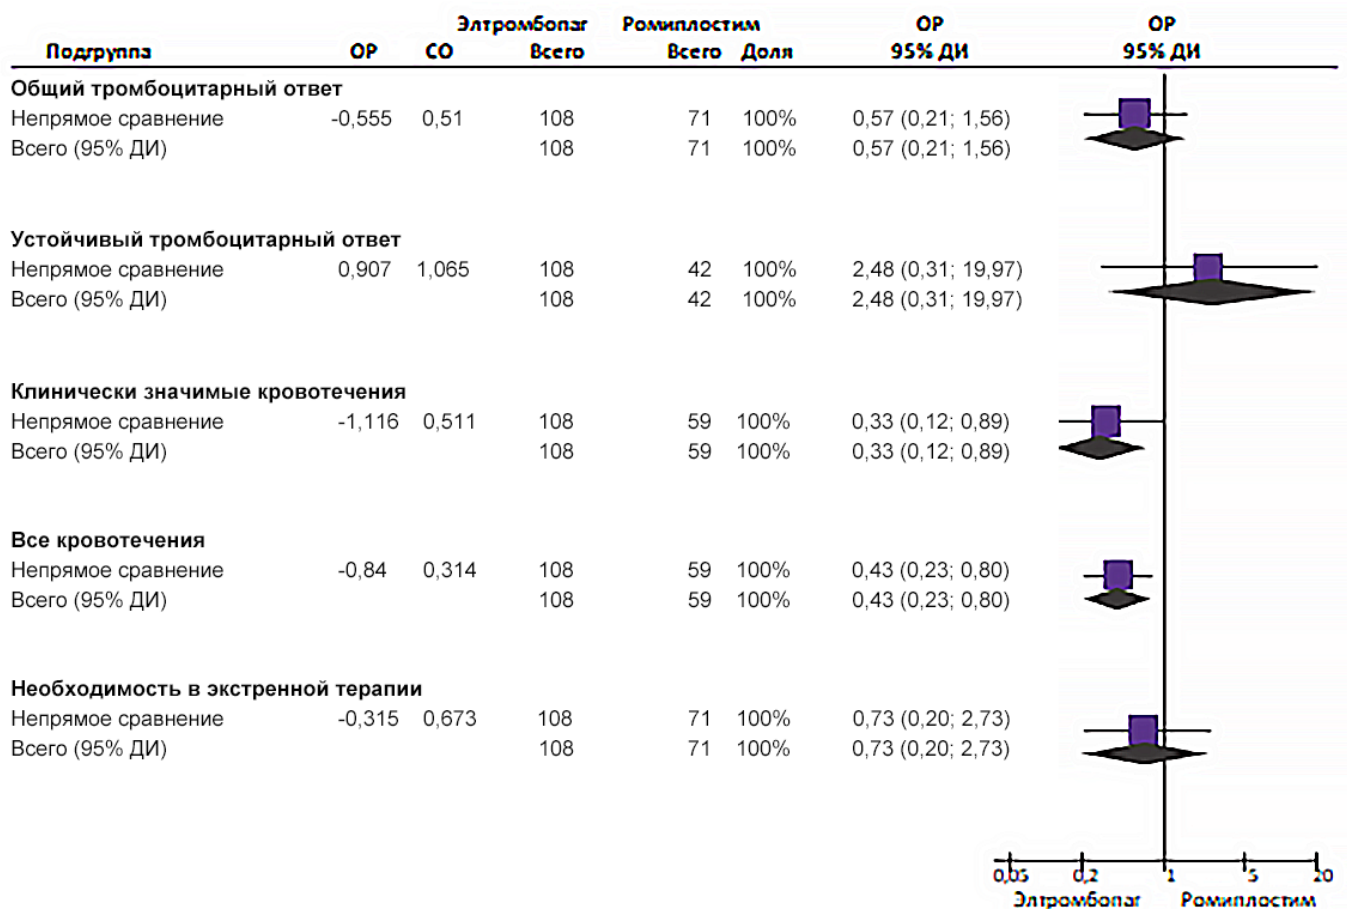 Элтромбопаг Ромиплостим ОР ОР
Подгруппа ОР СО Всего Всего Доля 95% ДИ 95% ДИ
Общий тромбоцитарный ответ
Непрямое сравнение -0,555 0,51 108 71 100% 0,57 (0,21; 1,56)
Всего (95% ДИ) 108 71 100% 0,57 (0,21; 1,56)
Устойчивый тромбоцитарный ответ
Непрямое сравнение 0,907 1,065 108 42 100% 2,48 (0,31; 19,97)
Всего (95% ДИ) 108 42 100% 2,48 (0,31; 19,97)
Клинически значимые кровотечения
Непрямое сравнение -1,116 0,511 108 59 100% 0,33 (0,12; 0,89)
Всего (95% ДИ) 108 59 100% 0,33 (0,12; 0,89)
Все кровотечения
Непрямое сравнение -0,84 0,314 108 59 100% 0,43 (0,23; 0,80)
Всего (95% ДИ) 108 59 100% 0,43 (0,23; 0,80)
Необходимость в экстренной терапии
Непрямое сравнение -0,315 0,673 108 71 100% 0,73 (0,20; 2,73)
Всего (95% ДИ) 108 71 100% 0,73 (0,20; 2,73)
0,05 0,2 1 5 20
Элтромбопаг Ромиплостим